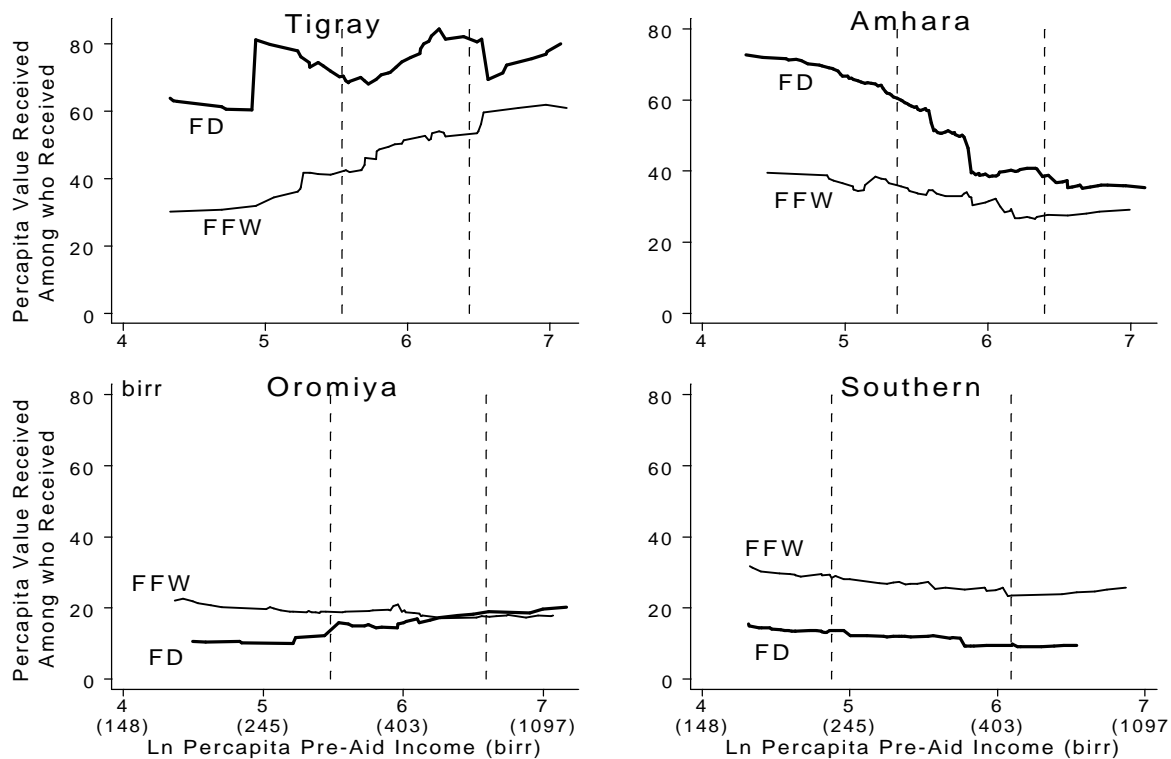 Tigray
Amhara
Percapita Value Received
Among who Received
80
60
40
20
0
FD
FFW
4
5
6
7
80
60
40
20
0
FD
FFW
4
5
6
7
birr
Oromiya
Southern
Percapita Value Received
Among who Received
80
60
40
20
0
FFW
FD
4
5
6
7
(148)
(245)
(403)
(1097)
Ln Percapita Pre-Aid Income (birr)
80
60
40
20
0
FFW
FD
4
5
6
7
(148)
(245)
(403)
(1097
Ln Percapita Pre-Aid Income (birr)